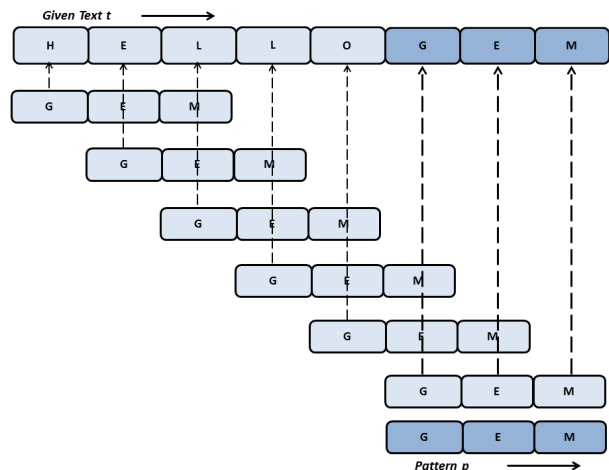 Given Text t
H E L L O G E M
G E M
G E M
G E M
G E M
G E M
G E M
G E M
Pattern p